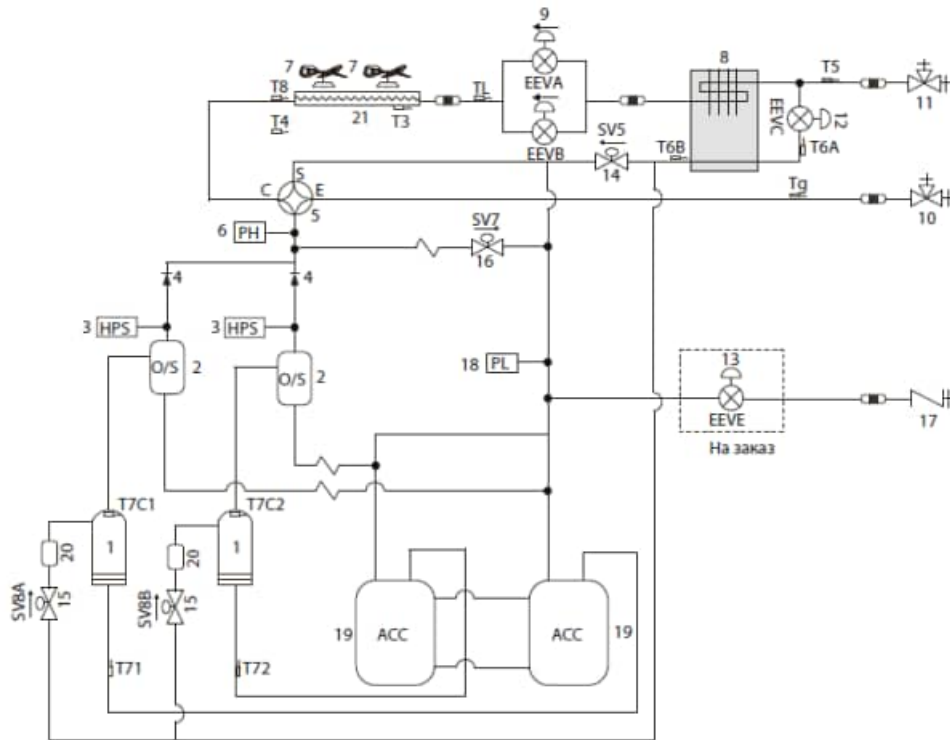 9
7 7
8
T5
T8
TL
EEVA
11
T4
21
T3
EEVC
12
EEVB
SV5
T6B
T6A
14
S
C E
5
Tg
10
6 PH
SV7
16
4 4
3 HPS
3 HPS
O/S 2
O/S 2
18 PL
13
EEVE
17
На заказ
T7C1
T7C2
20
1
20
1
SV8A
15
SV8B
15
19 ACC
ACC 19
T71
T72